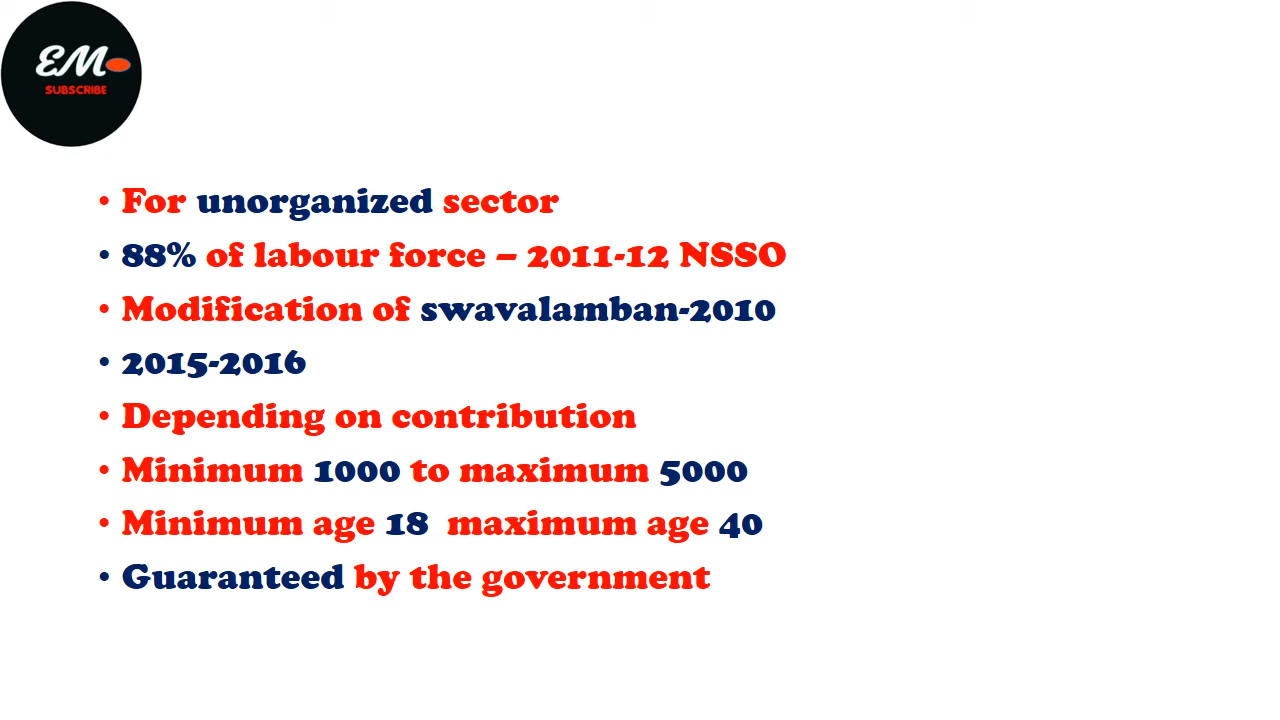 EM
SUBSCRIBE
• For unorganized sector
• 88% of labour force – 2011-12 NSSO
• Modification of swavalamban-2010
• 2015-2016
• Depending on contribution
• Minimum 1000 to maximum 5000
• Minimum age 18 maximum age 40
• Guaranteed by the government